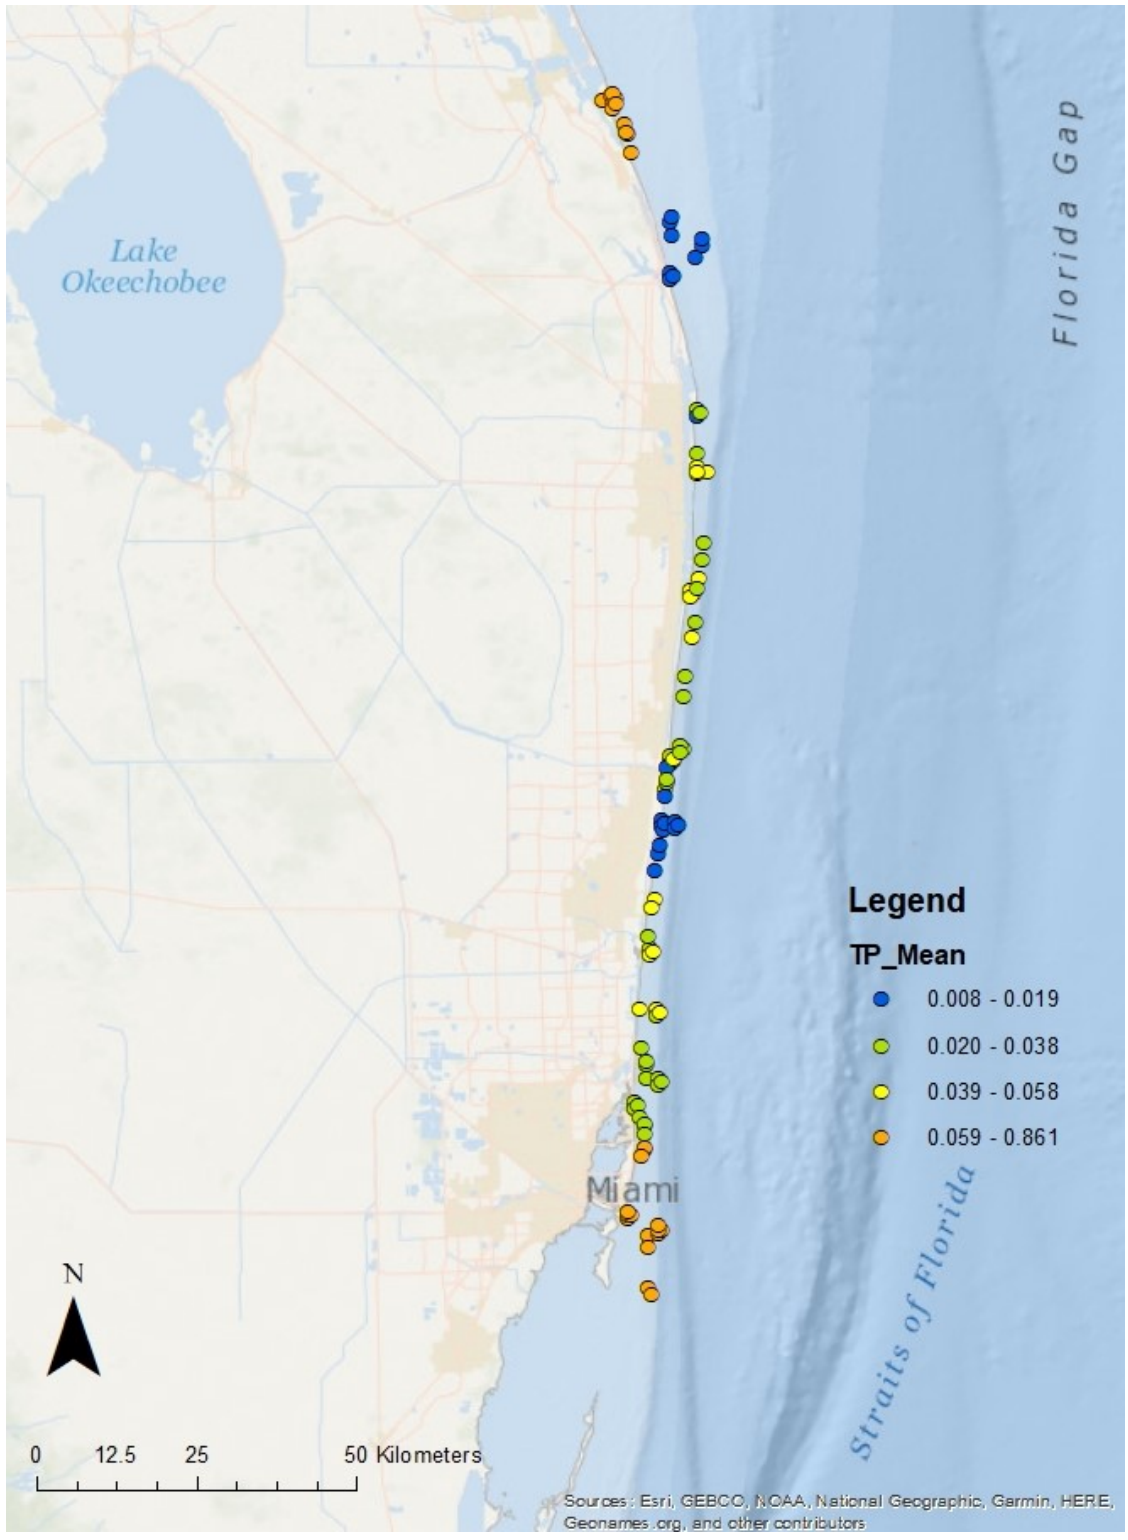 Florida Gap
Lake
Okeechobee
Legend
TP_Mean
0.008 - 0.019
0.020 - 0.038
0.039 - 0.058
0.059 - 0.861
Miami
Straits of Florida
N
0 12.5 25 50 Kilometers
Sources: Esri, GEBCO, NOAA, National Geographic, Garmin, HERE,
Geonames.org, and other contributors